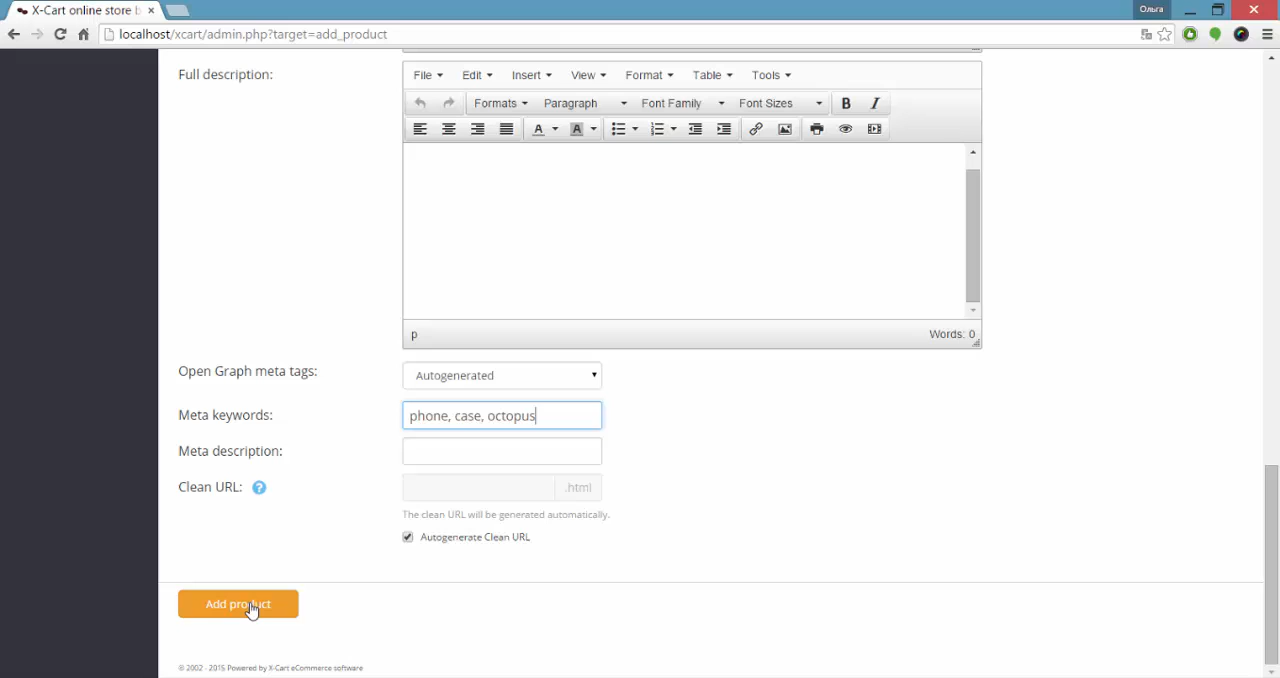 X-Cart online store b
Ольга
localhost/xcart/admin.php?target=add_product
Full description:
File Edit Insert View Format Table Tools
Formats Paragraph Font Family Font Sizes B I
A A
p Words: 0
Open Graph meta tags: Autogenerated
Meta keywords: phone, case, octopus
Meta description:
Clean URL: ? .html
The clean URL will be generated automatically.
Autogenerate Clean URL
Add product
© 2002 - 2015 Powered by X-Cart eCommerce software